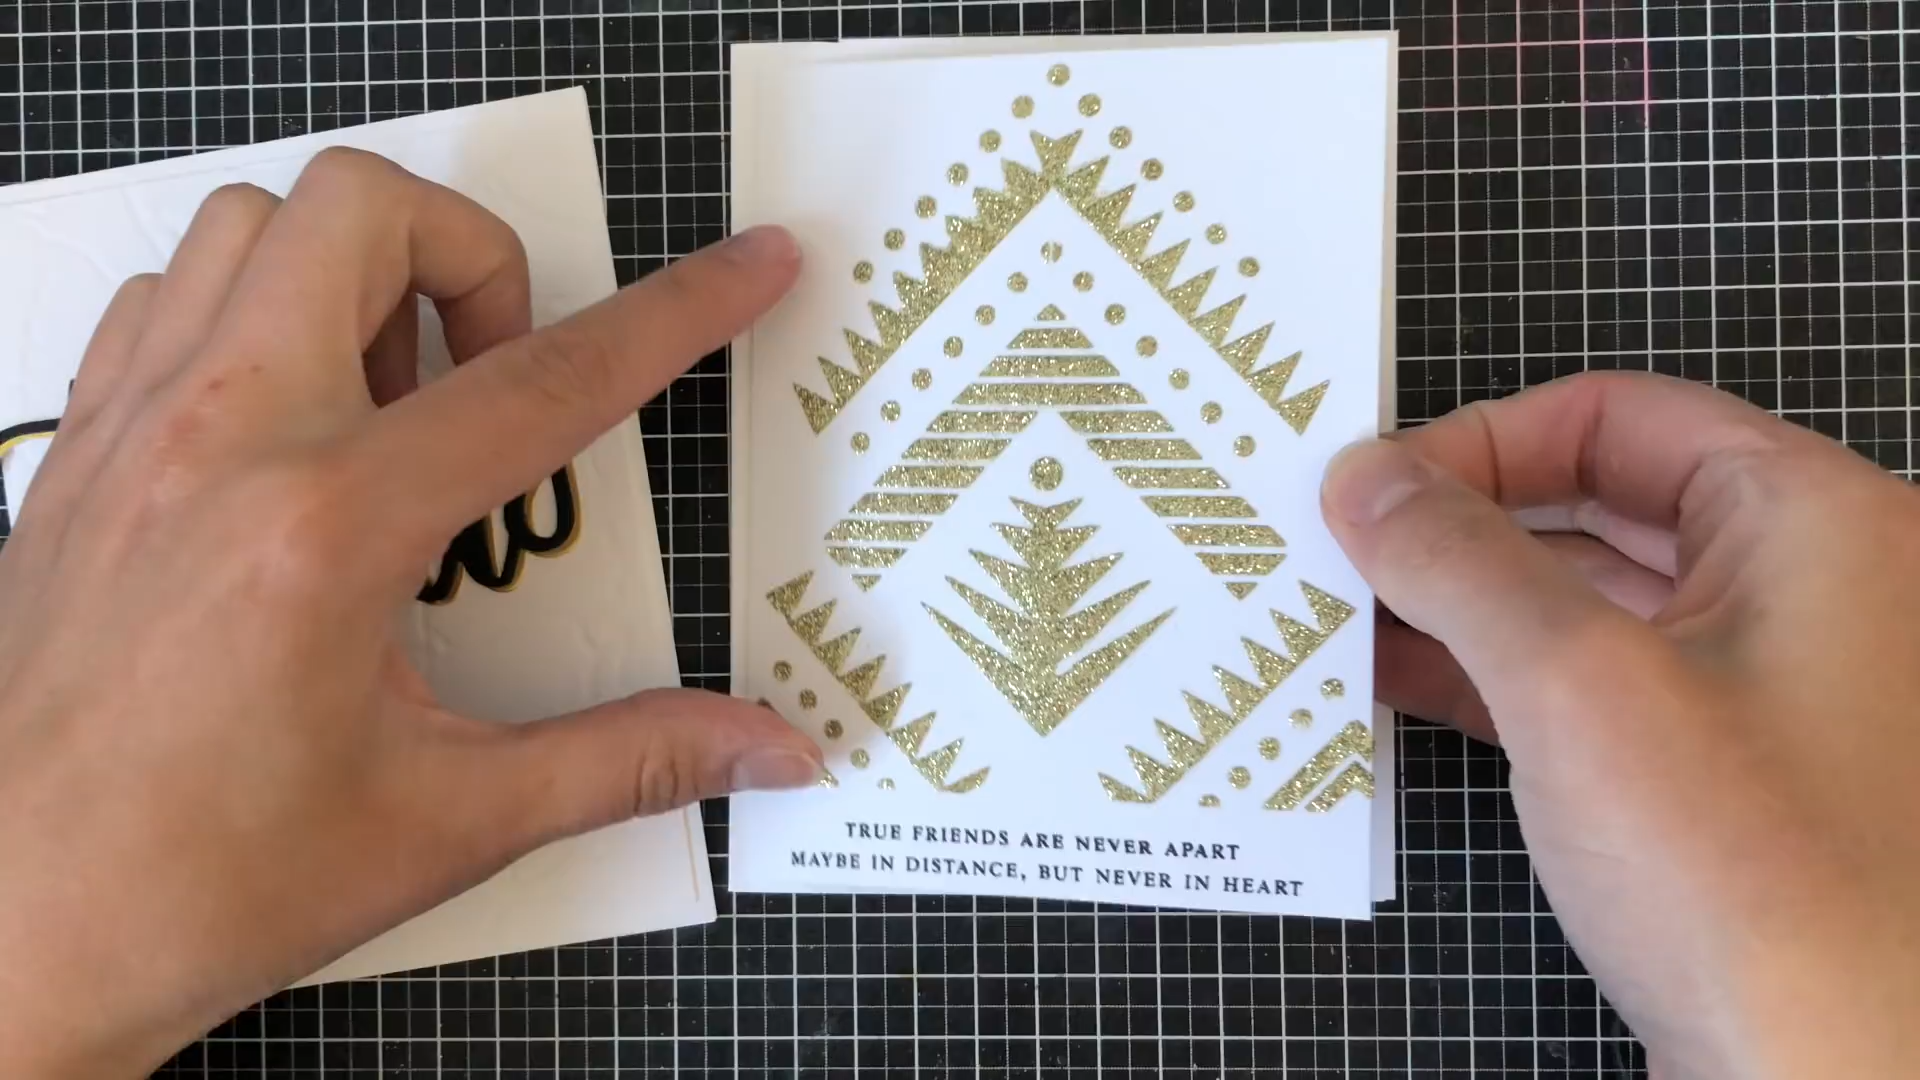 TRUE FRIENDS ARE NEVER APART
MAYBE IN DISTANCE, BUT NEVER IN HEART